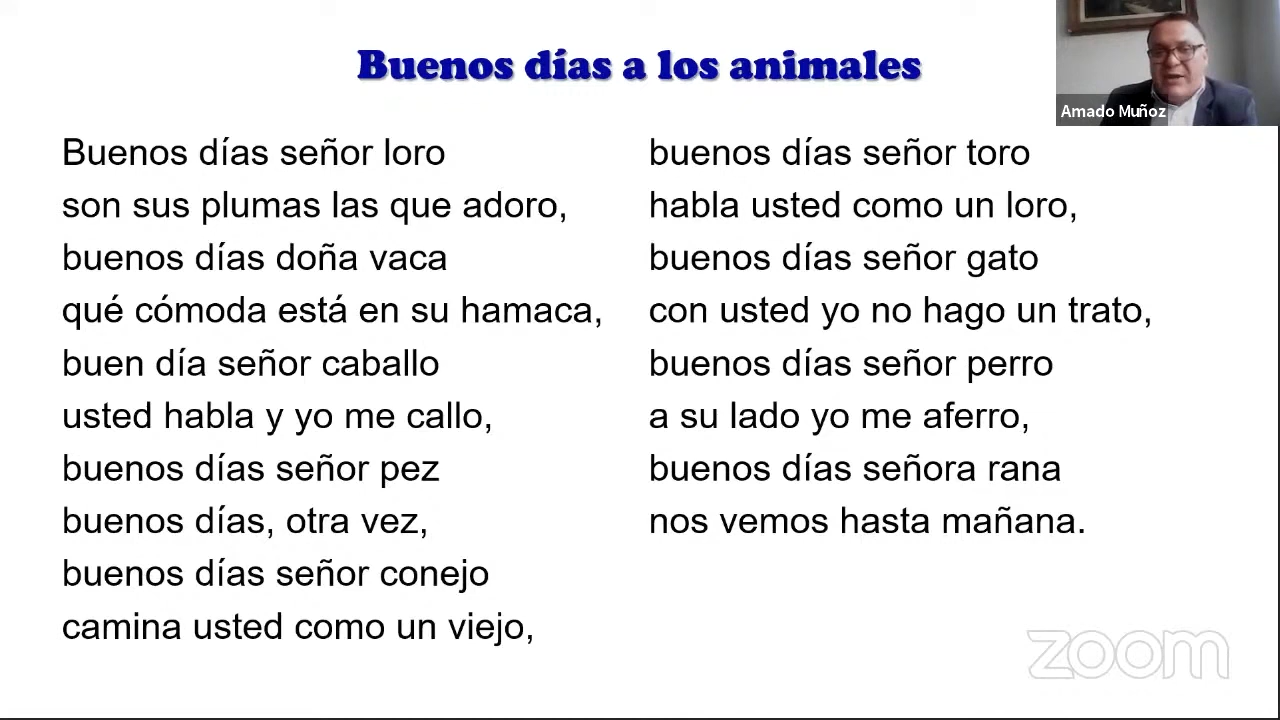 Buenos días a los animales
Amado Muñoz
Buenos días señor loro
son sus plumas las que adoro,
buenos días doña vaca
qué cómoda está en su hamaca,
buen día señor caballo
usted habla y yo me callo,
buenos días señor pez
buenos días, otra vez,
buenos días señor conejo
camina usted como un viejo,
buenos días señor toro
habla usted como un loro,
buenos días señor gato
con usted yo no hago un trato,
buenos días señor perro
a su lado yo me aferro,
buenos días señora rana
nos vemos hasta mañana.
zoom